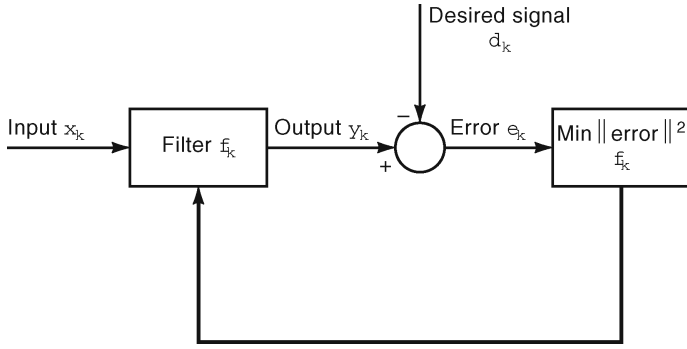 Desired signal
d_k
Input x_k
Filter f_k
Output y_k
−
+
Error e_k
Min ‖ error ‖ ²
f_k